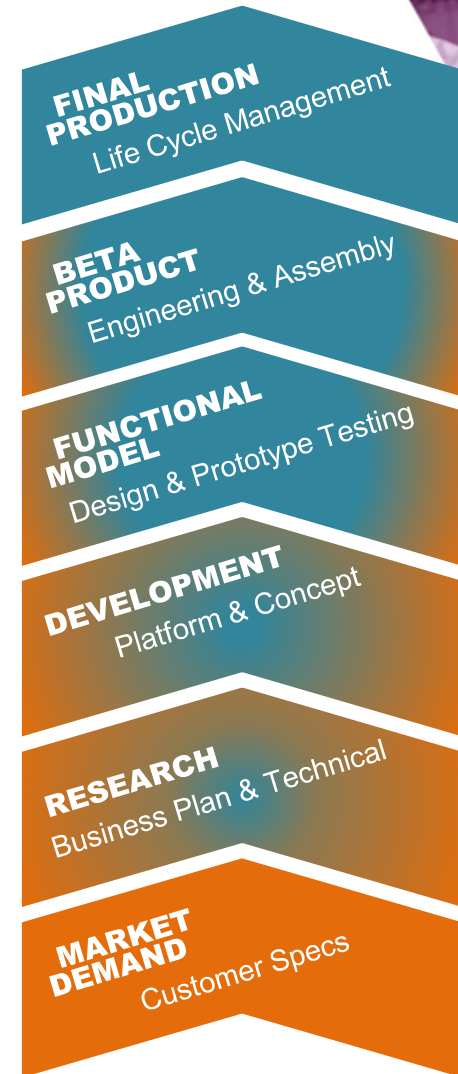 FINAL
PRODUCTION
Life Cycle Management
BETA
PRODUCT
Engineering & Assembly
FUNCTIONAL
MODEL
Design & Prototype Testing
DEVELOPMENT
Platform & Concept
RESEARCH
Business Plan & Technical
MARKET
DEMAND
Customer Specs